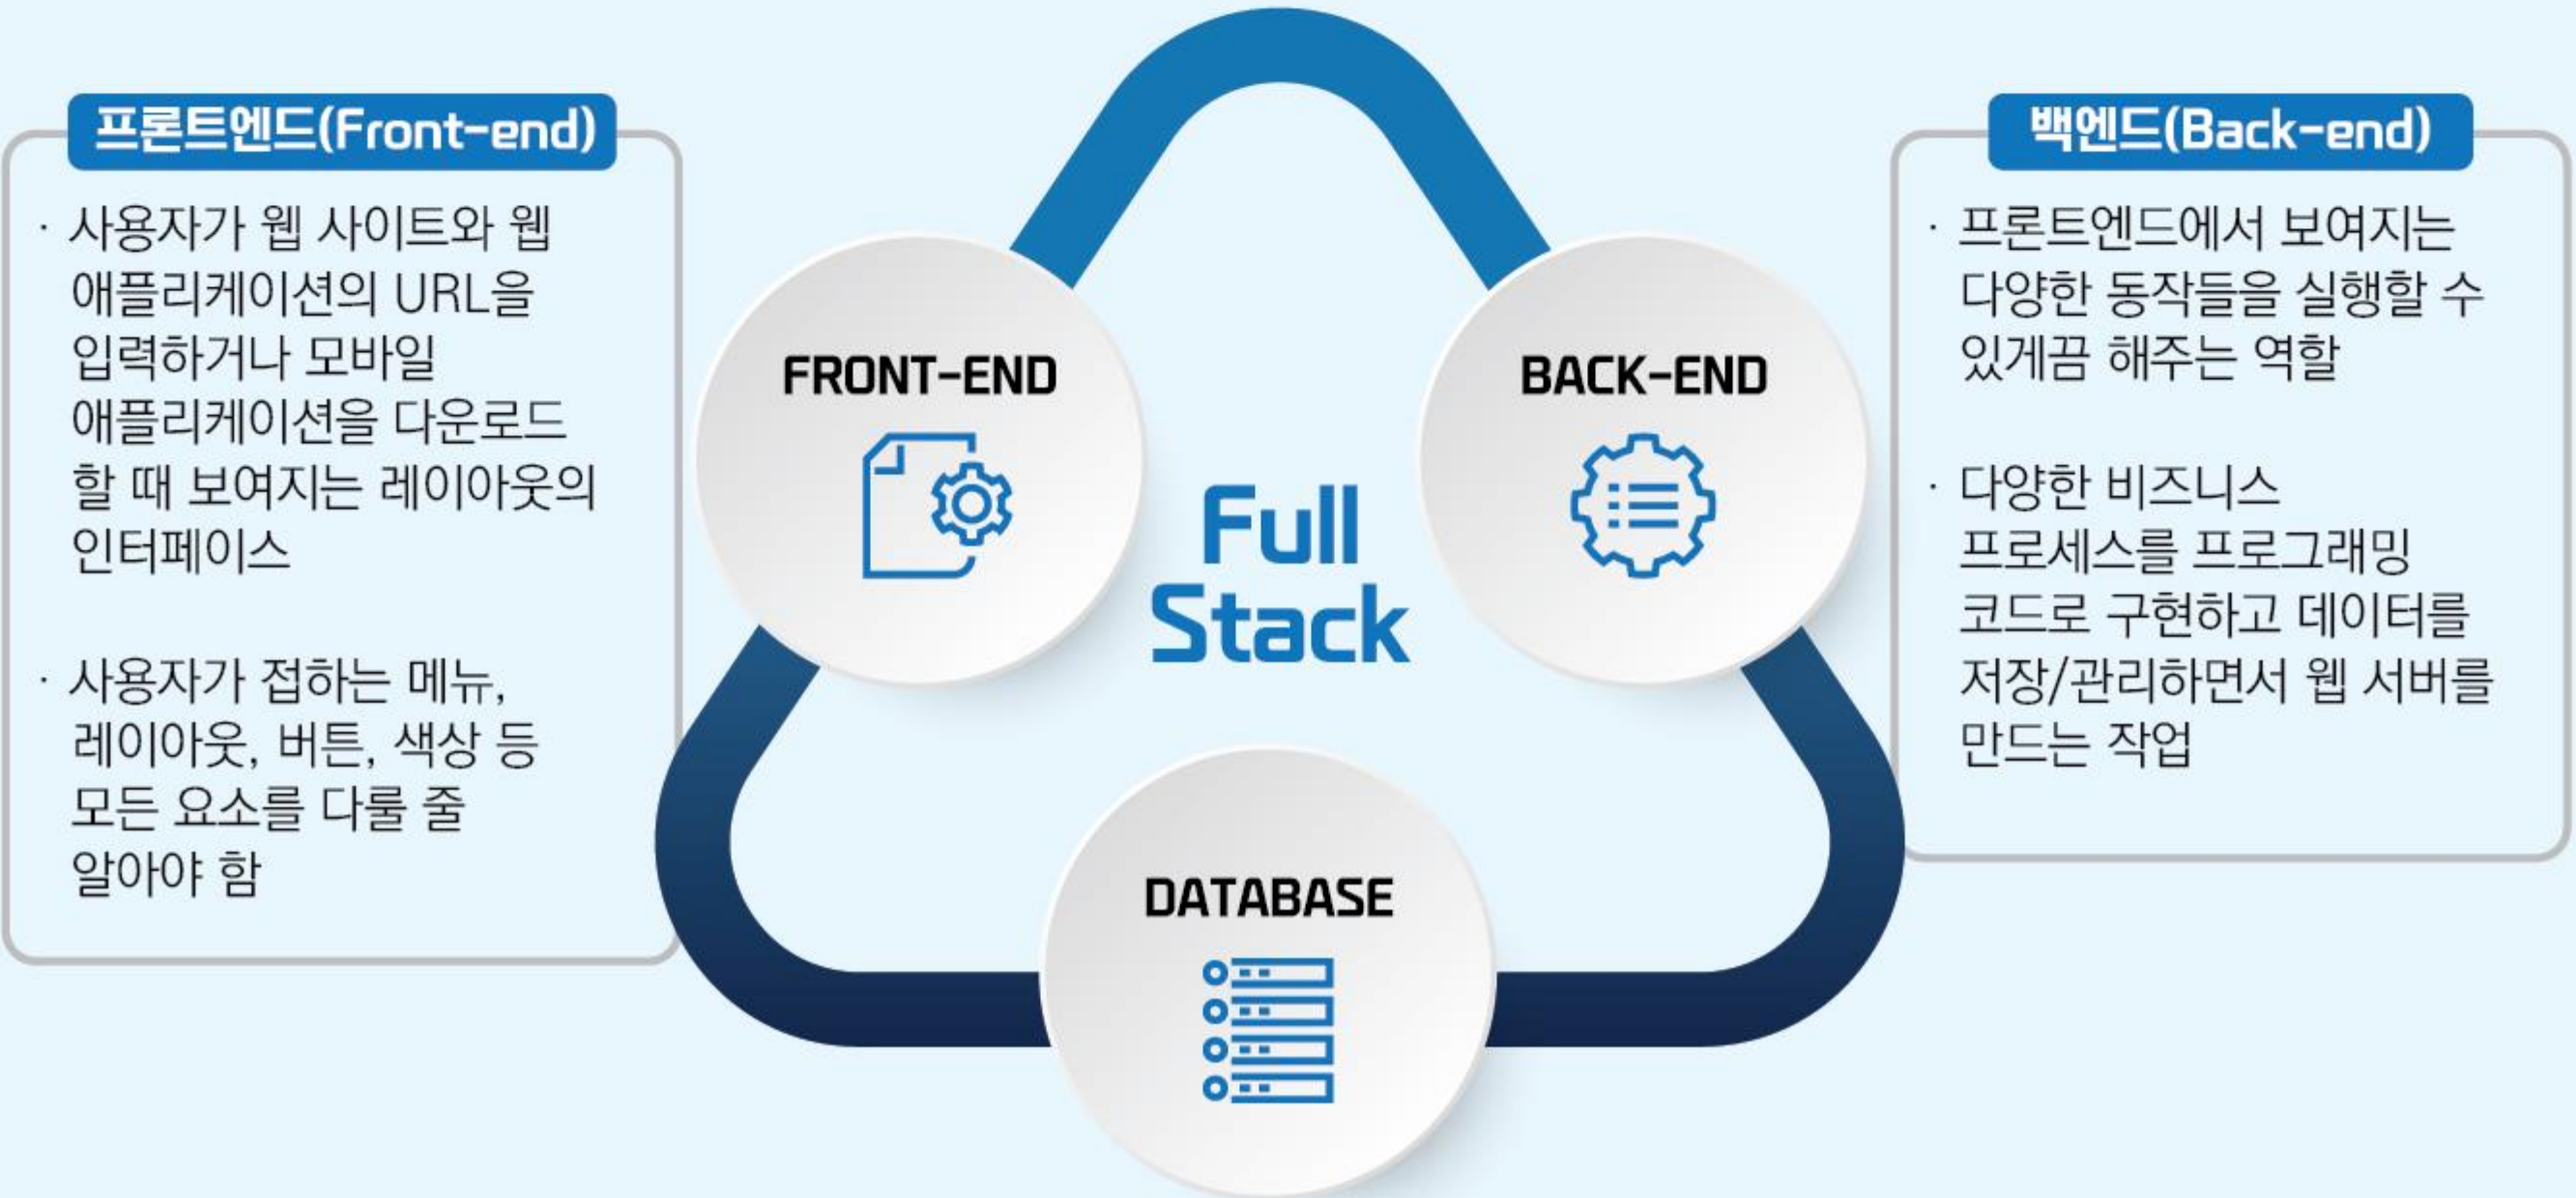 프론트엔드(Front-end)
· 사용자가 웹 사이트와 웹
애플리케이션의 URL을
입력하거나 모바일
애플리케이션을 다운로드
할 때 보여지는 레이아웃의
인터페이스
· 사용자가 접하는 메뉴,
레이아웃, 버튼, 색상 등
모든 요소를 다룰 줄
알아야 함
FRONT-END
Full
Stack
BACK-END
DATABASE
백엔드(Back-end)
· 프론트엔드에서 보여지는
다양한 동작들을 실행할 수
있게끔 해주는 역할
· 다양한 비즈니스
프로세스를 프로그래밍
코드로 구현하고 데이터를
저장/관리하면서 웹 서버를
만드는 작업